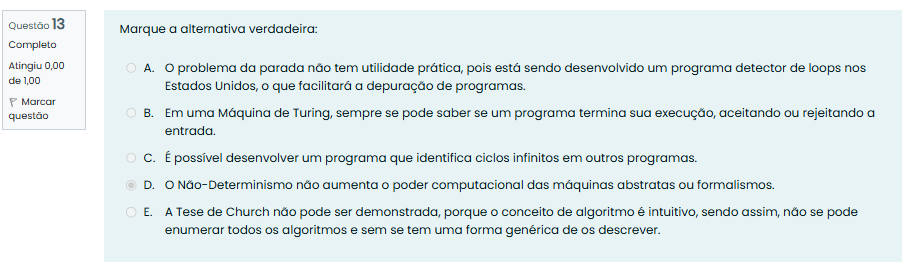 Questão 13
Completo
Atingiu 0,00
de 1,00
Marcar
questão
Marque a alternativa verdadeira:
A. O problema da parada não tem utilidade prática, pois está sendo desenvolvido um programa detector de loops nos
Estados Unidos, o que facilitará a depuração de programas.
B. Em uma Máquina de Turing, sempre se pode saber se um programa termina sua execução, aceitando ou rejeitando a
entrada.
C. É possível desenvolver um programa que identifica ciclos infinitos em outros programas.
D. O Não-Determinismo não aumenta o poder computacional das máquinas abstratas ou formalismos.
E. A Tese de Church não pode ser demonstrada, porque o conceito de algoritmo é intuitivo, sendo assim, não se pode
enumerar todos os algoritmos e sem se tem uma forma genérica de os descrever.